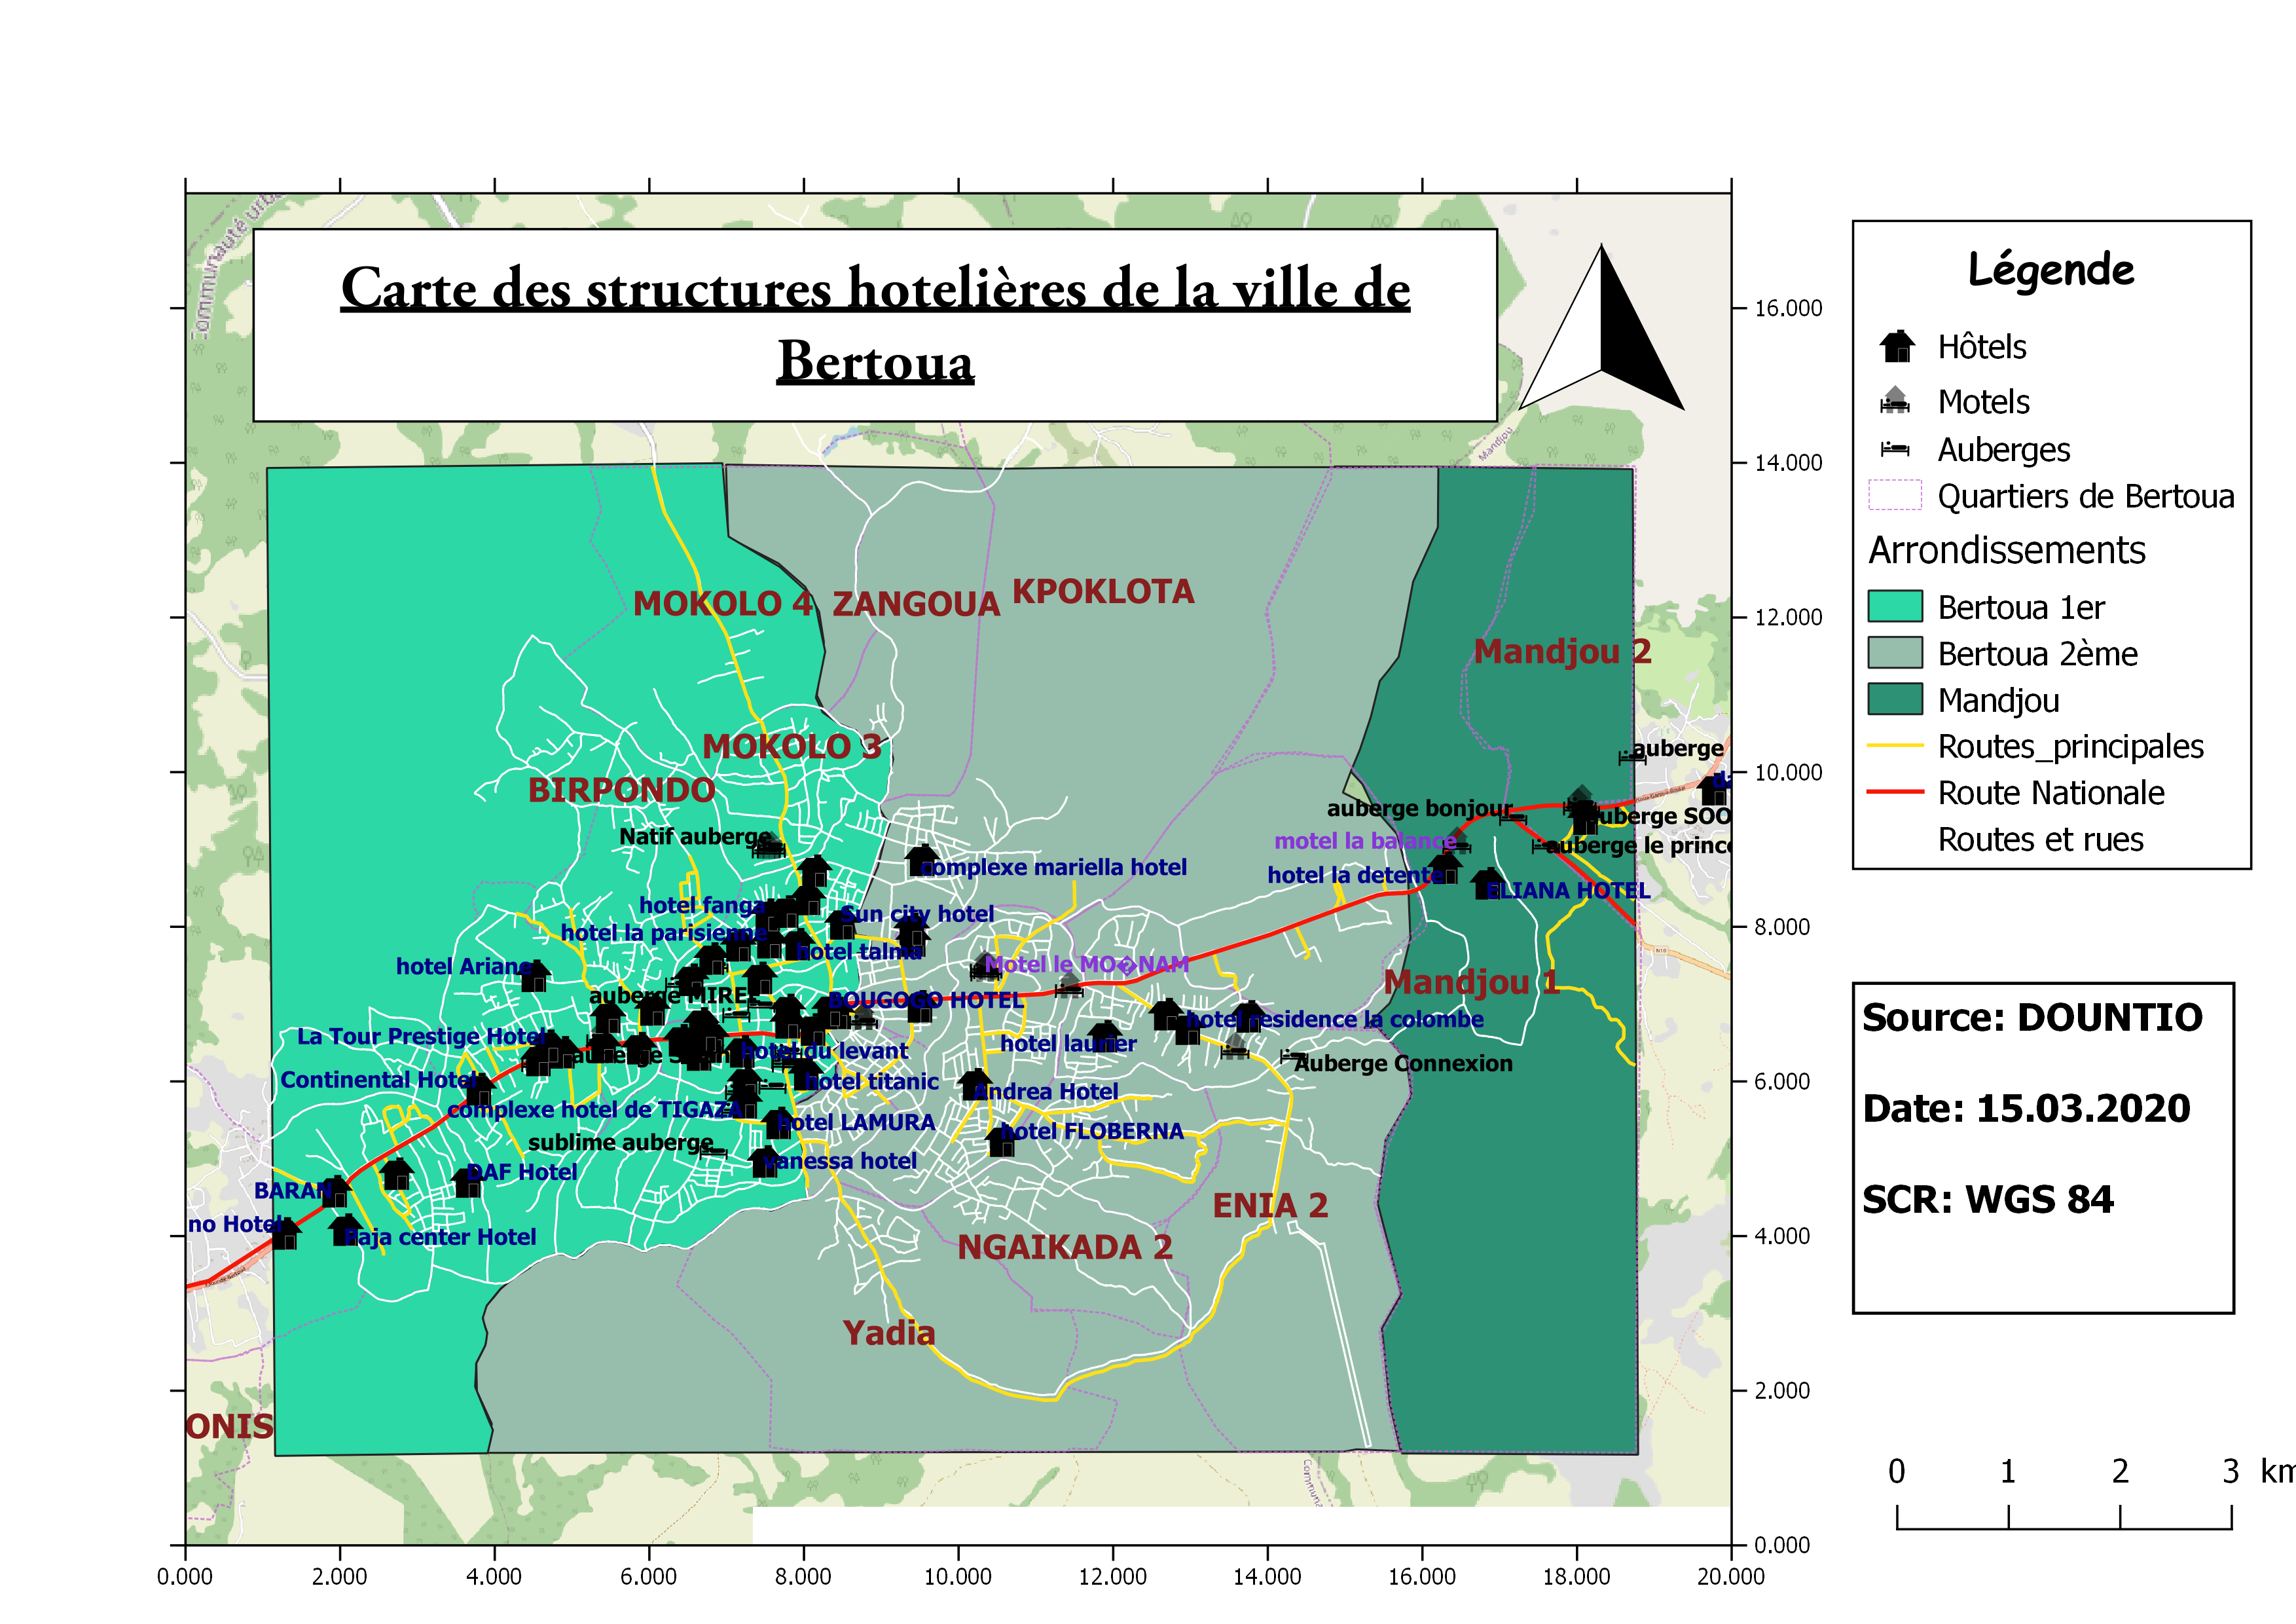 Carte des structures hotelières de la ville de
Bertoua
Légende
Hôtels
Motels
Auberges
Quartiers de Bertoua
Arrondissements
Bertoua 1er
Bertoua 2ème
Mandjou
Routes_principales
Route Nationale
Routes et rues
Source: DOUNTIO
Date: 15.03.2020
SCR: WGS 84
0 1 2 3 km
16.000
14.000
12.000
10.000
8.000
6.000
4.000
2.000
0.000
0.000 2.000 4.000 6.000 8.000 10.000 12.000 14.000 16.000 18.000 20.000
Mandjou
MOKOLO 4
ZANGOUA
KPOKLOTA
Mandjou 2
MOKOLO 3
BIRPONDO
auberge
auberge bonjour
auberge SOO
Natif auberge
motel la balance
auberge le prince
complexe mariella hotel
hotel la detente
ELIANA HOTEL
hotel fanga
Sun city hotel
hotel la parisienne
hotel talma
hotel Ariane
Motel le MO�NAM
Mandjou 1
auberge MIREI
BOUGOGO HOTEL
hotel residence la colombe
La Tour Prestige Hotel
hotel laurier
hotel du levant
Auberge Connexion
Continental Hotel
hotel titanic
Andrea Hotel
complexe hotel de TIGAZA
hotel LAMURA
hotel FLOBERNA
sublime auberge
vanessa hotel
DAF Hotel
BARAN
ENIA 2
no Hotel
Paja center Hotel
NGAIKADA 2
Yadia
ONIS